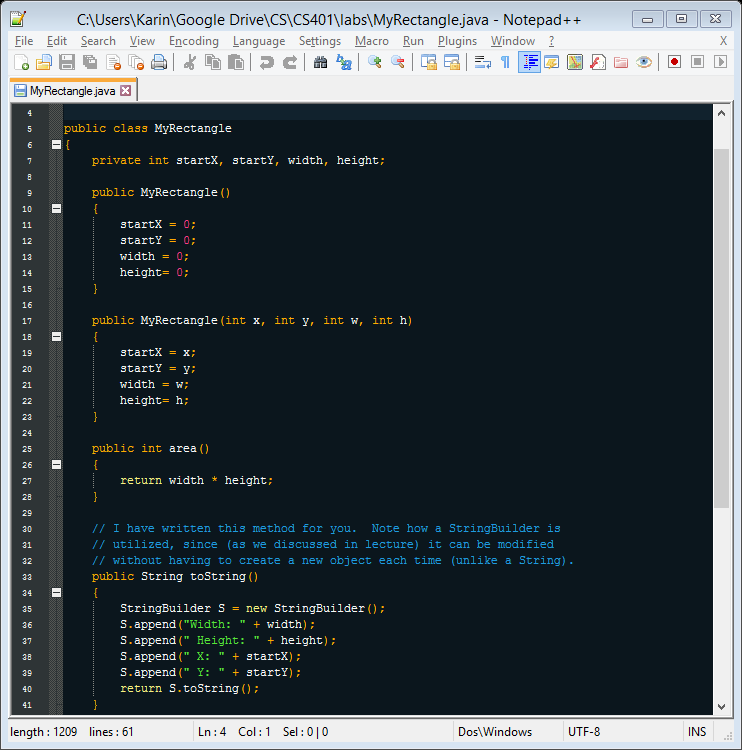 C:\Users\Karin\Google Drive\CS\CS401\labs\MyRectangle.java - Notepad++
File Edit Search View Encoding Language Settings Macro Run Plugins Window ? X
MyRectangle.java
4
5 public class MyRectangle
6 {
7 private int startX, startY, width, height;
8
9 public MyRectangle()
10 {
11 startX = 0;
12 startY = 0;
13 width = 0;
14 height= 0;
15 }
16
17 public MyRectangle(int x, int y, int w, int h)
18 {
19 startX = x;
20 startY = y;
21 width = w;
22 height= h;
23 }
24
25 public int area()
26 {
27 return width * height;
28 }
29
30 // I have written this method for you.  Note how a StringBuilder is
31 // utilized, since (as we discussed in lecture) it can be modified
32 // without having to create a new object each time (unlike a String).
33 public String toString()
34 {
35 StringBuilder S = new StringBuilder();
36 S.append("Width: " + width);
37 S.append(" Height: " + height);
38 S.append(" X: " + startX);
39 S.append(" Y: " + startY);
40 return S.toString();
41 }
length : 1209 lines : 61 Ln : 4 Col : 1 Sel : 0 | 0 Dos\Windows UTF-8 INS